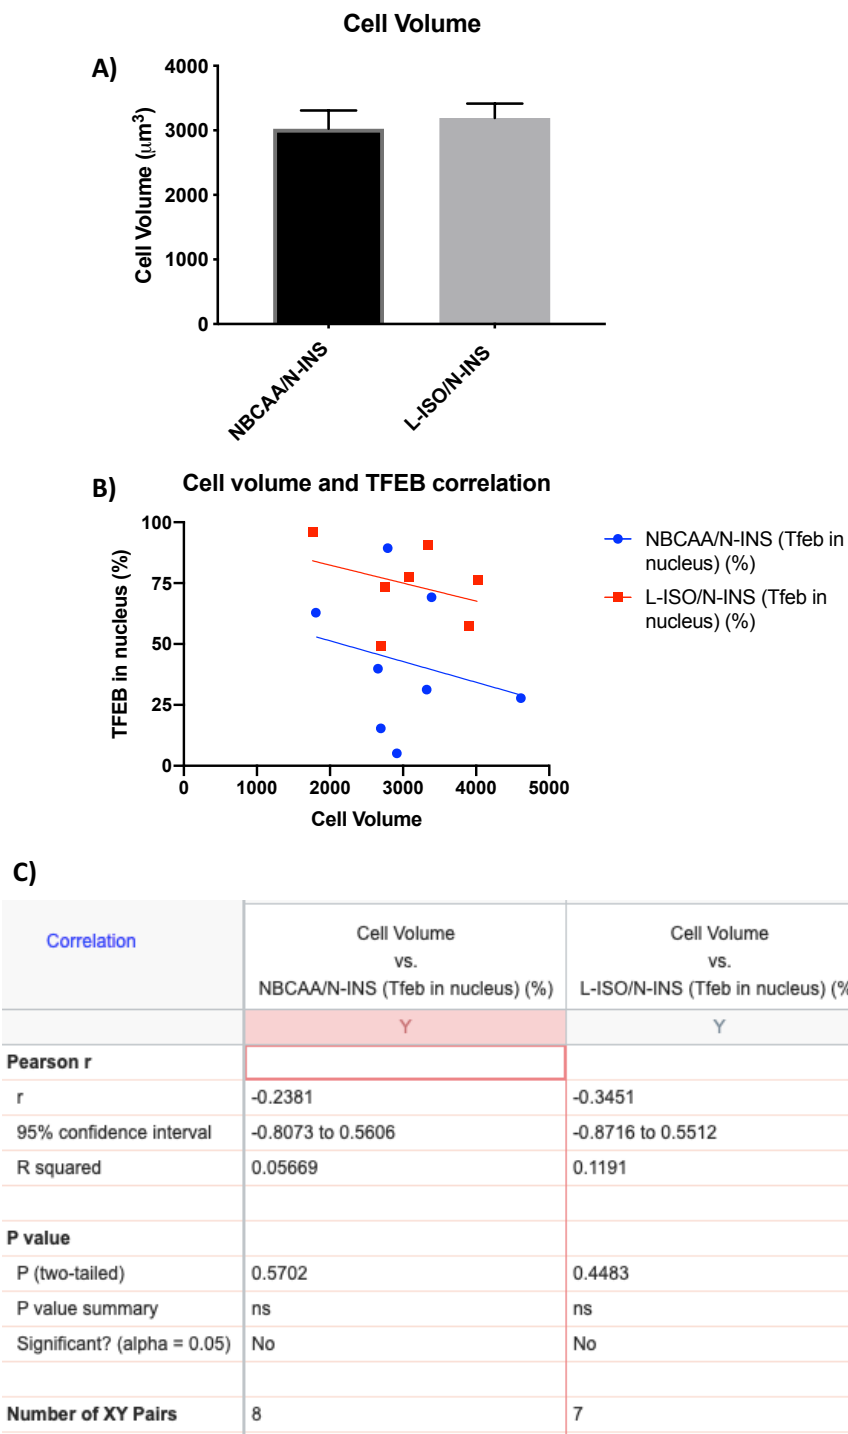 Cell Volume
A)
4000
3000
2000
1000
0
Cell Volume (μm³)
NBCAA/N-INS
L-ISO/N-INS
B)
Cell volume and TFEB correlation
100
75
50
25
0
TFEB in nucleus (%)
0 1000 2000 3000 4000 5000
Cell Volume
NBCAA/N-INS (Tfeb in
nucleus) (%)
L-ISO/N-INS (Tfeb in
nucleus) (%)
C)
Correlation
Cell Volume
vs.
NBCAA/N-INS (Tfeb in nucleus) (%)
Cell Volume
vs.
L-ISO/N-INS (Tfeb in nucleus) (%
Y Y
Pearson r
r -0.2381 -0.3451
95% confidence interval -0.8073 to 0.5606 -0.8716 to 0.5512
R squared 0.05669 0.1191
P value
P (two-tailed) 0.5702 0.4483
P value summary ns ns
Significant? (alpha = 0.05) No No
Number of XY Pairs 8 7